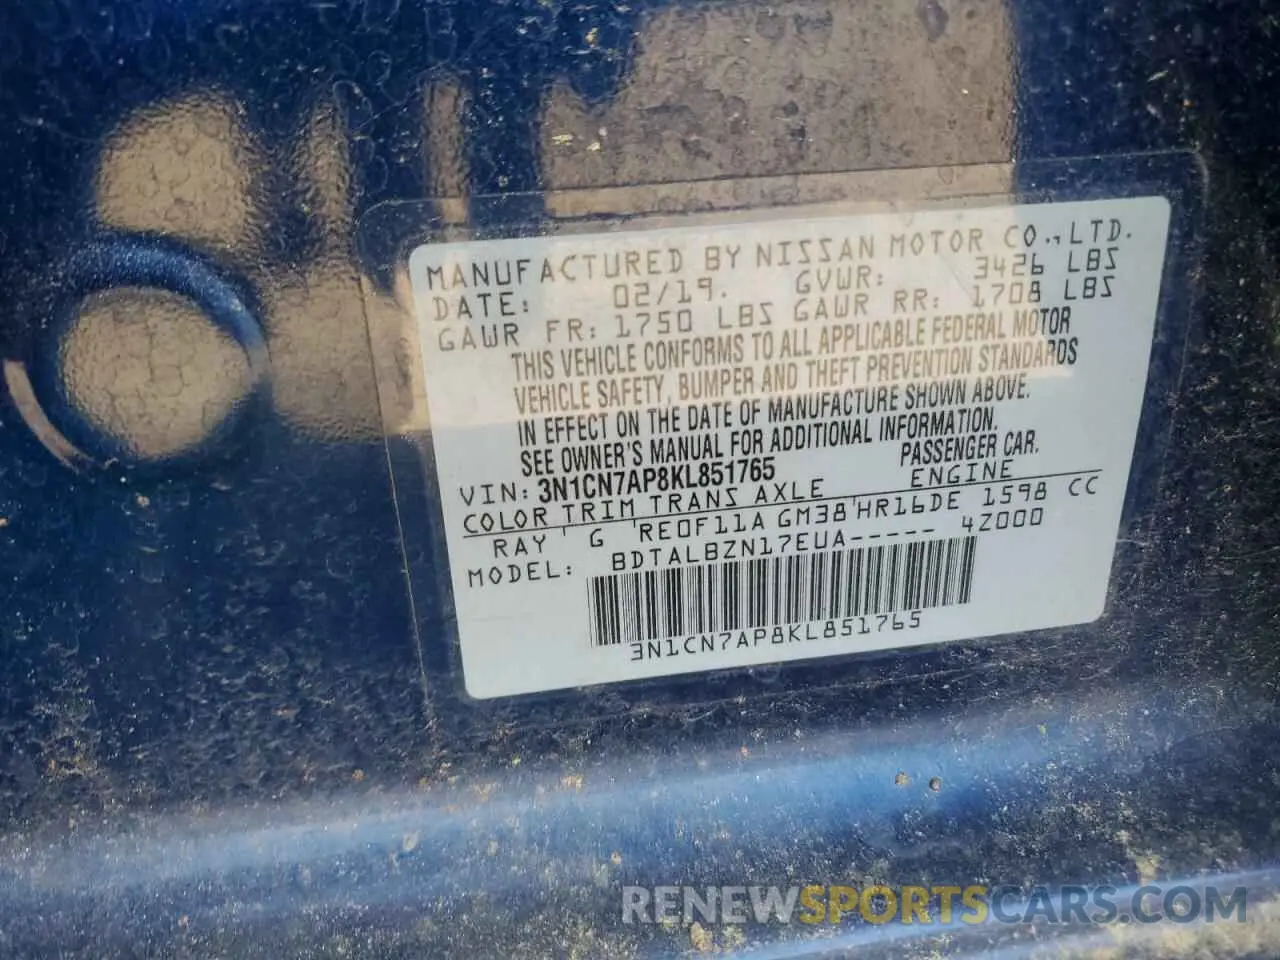 MANUFACTURED BY NISSAN MOTOR CO., LTD.
DATE: 02/19. GVWR: 3426 LBS
GAWR FR: 1750 LBS GAWR RR: 1708 LBS
THIS VEHICLE CONFORMS TO ALL APPLICABLE FEDERAL MOTOR
VEHICLE SAFETY, BUMPER AND THEFT PREVENTION STANDARDS
IN EFFECT ON THE DATE OF MANUFACTURE SHOWN ABOVE.
SEE OWNER'S MANUAL FOR ADDITIONAL INFORMATION.
VIN: 3N1CN7AP8KL851765 PASSENGER CAR.
COLOR TRIM TRANS AXLE ENGINE
RAY G RE0F11A GM38 HR16DE 1598 CC
MODEL: BDTALBZN17EUA----- 4Z000
3N1CN7AP8KL851765
RENEWSPORTSCARS.COM